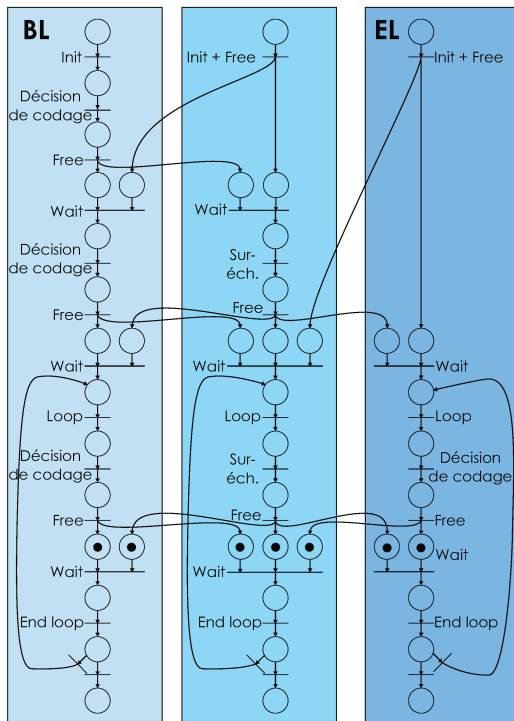 BL
Init
Décision
de codage
Free
Wait
Décision
de codage
Free
Wait
Loop
Décision
de codage
Free
Wait
End loop
Init + Free
Wait
Sur-
éch.
Free
Wait
Loop
Sur-
éch.
Free
Wait
End loop
EL
Init + Free
Wait
Loop
Décision
de codage
Free
Wait
End loop